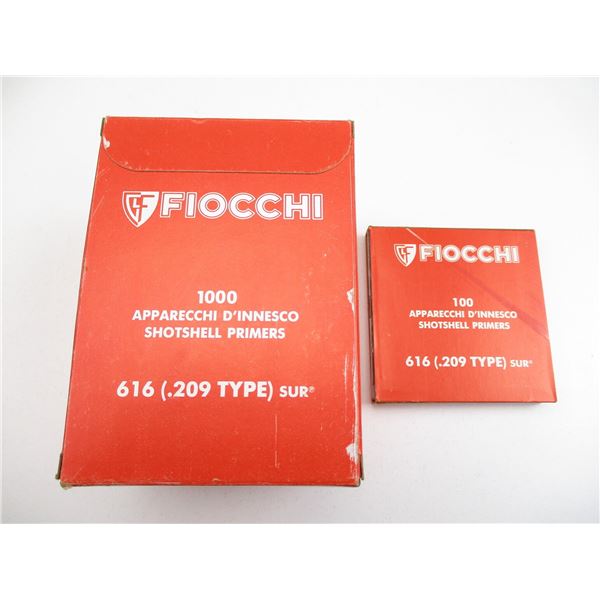 FIOCCHI
1000
APPARECCHI D'INNESCO
SHOTSHELL PRIMERS
616 (.209 TYPE) SUR®
FIOCCHI
100
APPARECCHI D'INNESCO
SHOTSHELL PRIMERS
616 (.209 TYPE) SUR®